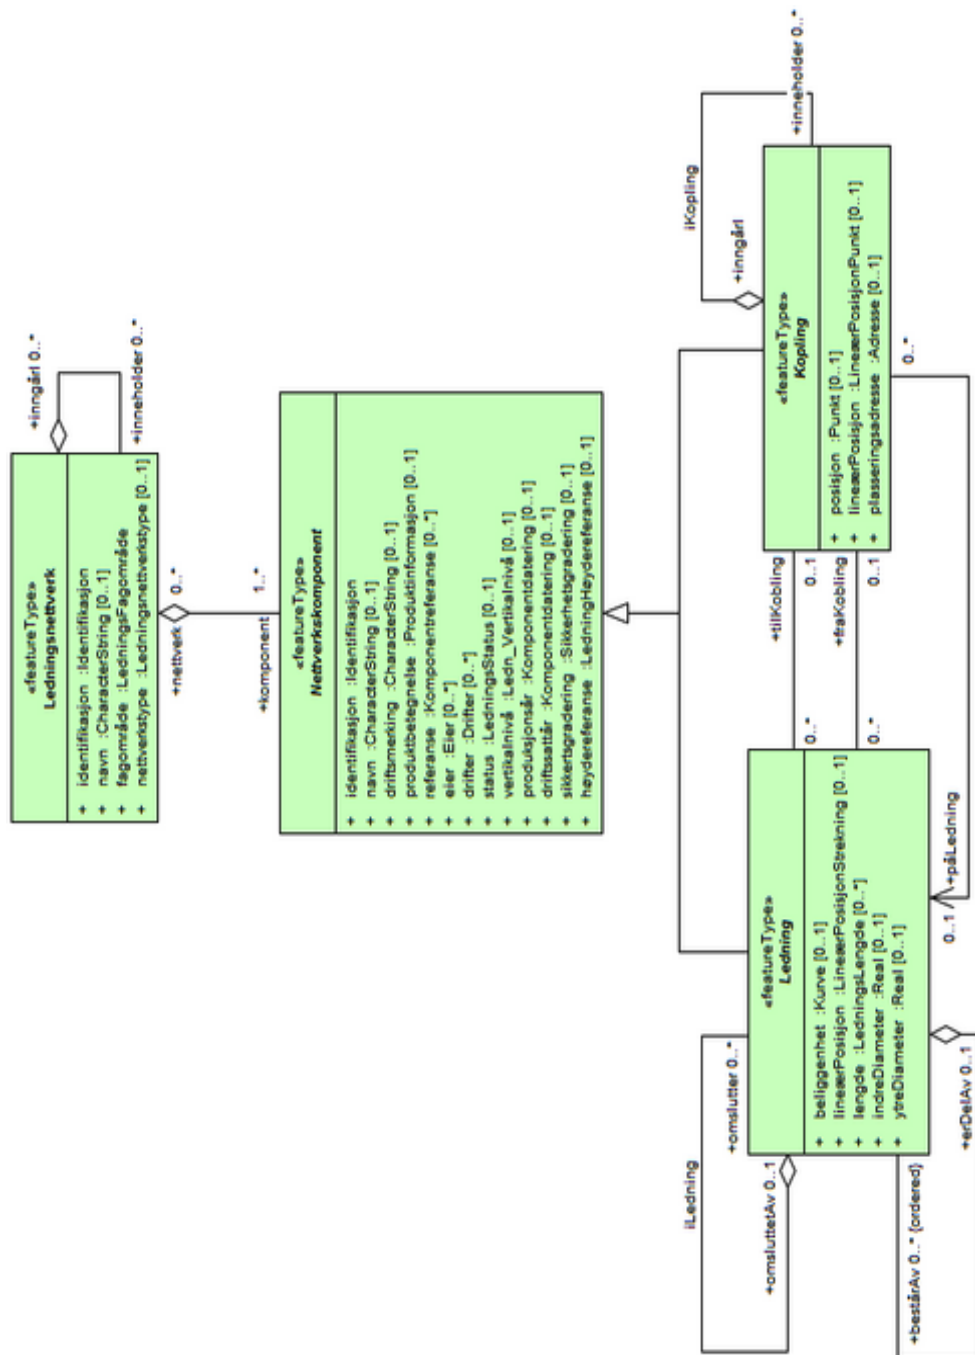 «featureType»
Ledningsnettverk
+ identifikasjon :Identifikasjon
+ navn :CharacterString [0..1]
+ fagområde :LedningsFagområde
+ nettverkstype :Ledningsnettverkstype [0..1]
+inngårI 0..*
+inneholder 0..*
+nettverk 0..*
+komponent 1..*
«featureType»
Nettverkskomponent
+ identifikasjon :Identifikasjon
+ navn :CharacterString [0..1]
+ driftsmerking :CharacterString [0..1]
+ produktbetegnelse :Produktinformasjon [0..1]
+ referanse :Komponentreferanse [0..*]
+ eier :Eier [0..*]
+ drifter :Drifter [0..*]
+ status :LedningsStatus [0..1]
+ vertikalnivå :Ledn_Vertikalnivå [0..1]
+ produksjonsår :Komponentdatering [0..1]
+ driftssattår :Komponentdatering [0..1]
+ sikkertsgradering :Sikkerhetsgradering [0..1]
+ høydereferanse :LedningHøydereferanse [0..1]
iLedning
+omslutter 0..*
+omsluttetAv 0..1
«featureType»
Ledning
+ beliggenhet :Kurve [0..1]
+ lineærPosisjon :LineærPosisjonStrekning [0..1]
+ lengde :LedningsLengde [0..*]
+ indreDiameter :Real [0..1]
+ ytreDiameter :Real [0..1]
+bestårAv 0..* {ordered}
+erDelAv 0..1
0..*
+tilKobling
0..1
0..*
+fraKobling
0..1
+påLedning
0..1
0..*
iKopling
+inngårI
+inneholder 0..*
«featureType»
Kopling
+ posisjon :Punkt [0..1]
+ lineærPosisjon :LineærPosisjonPunkt [0..1]
+ plasseringsadresse :Adresse [0..1]